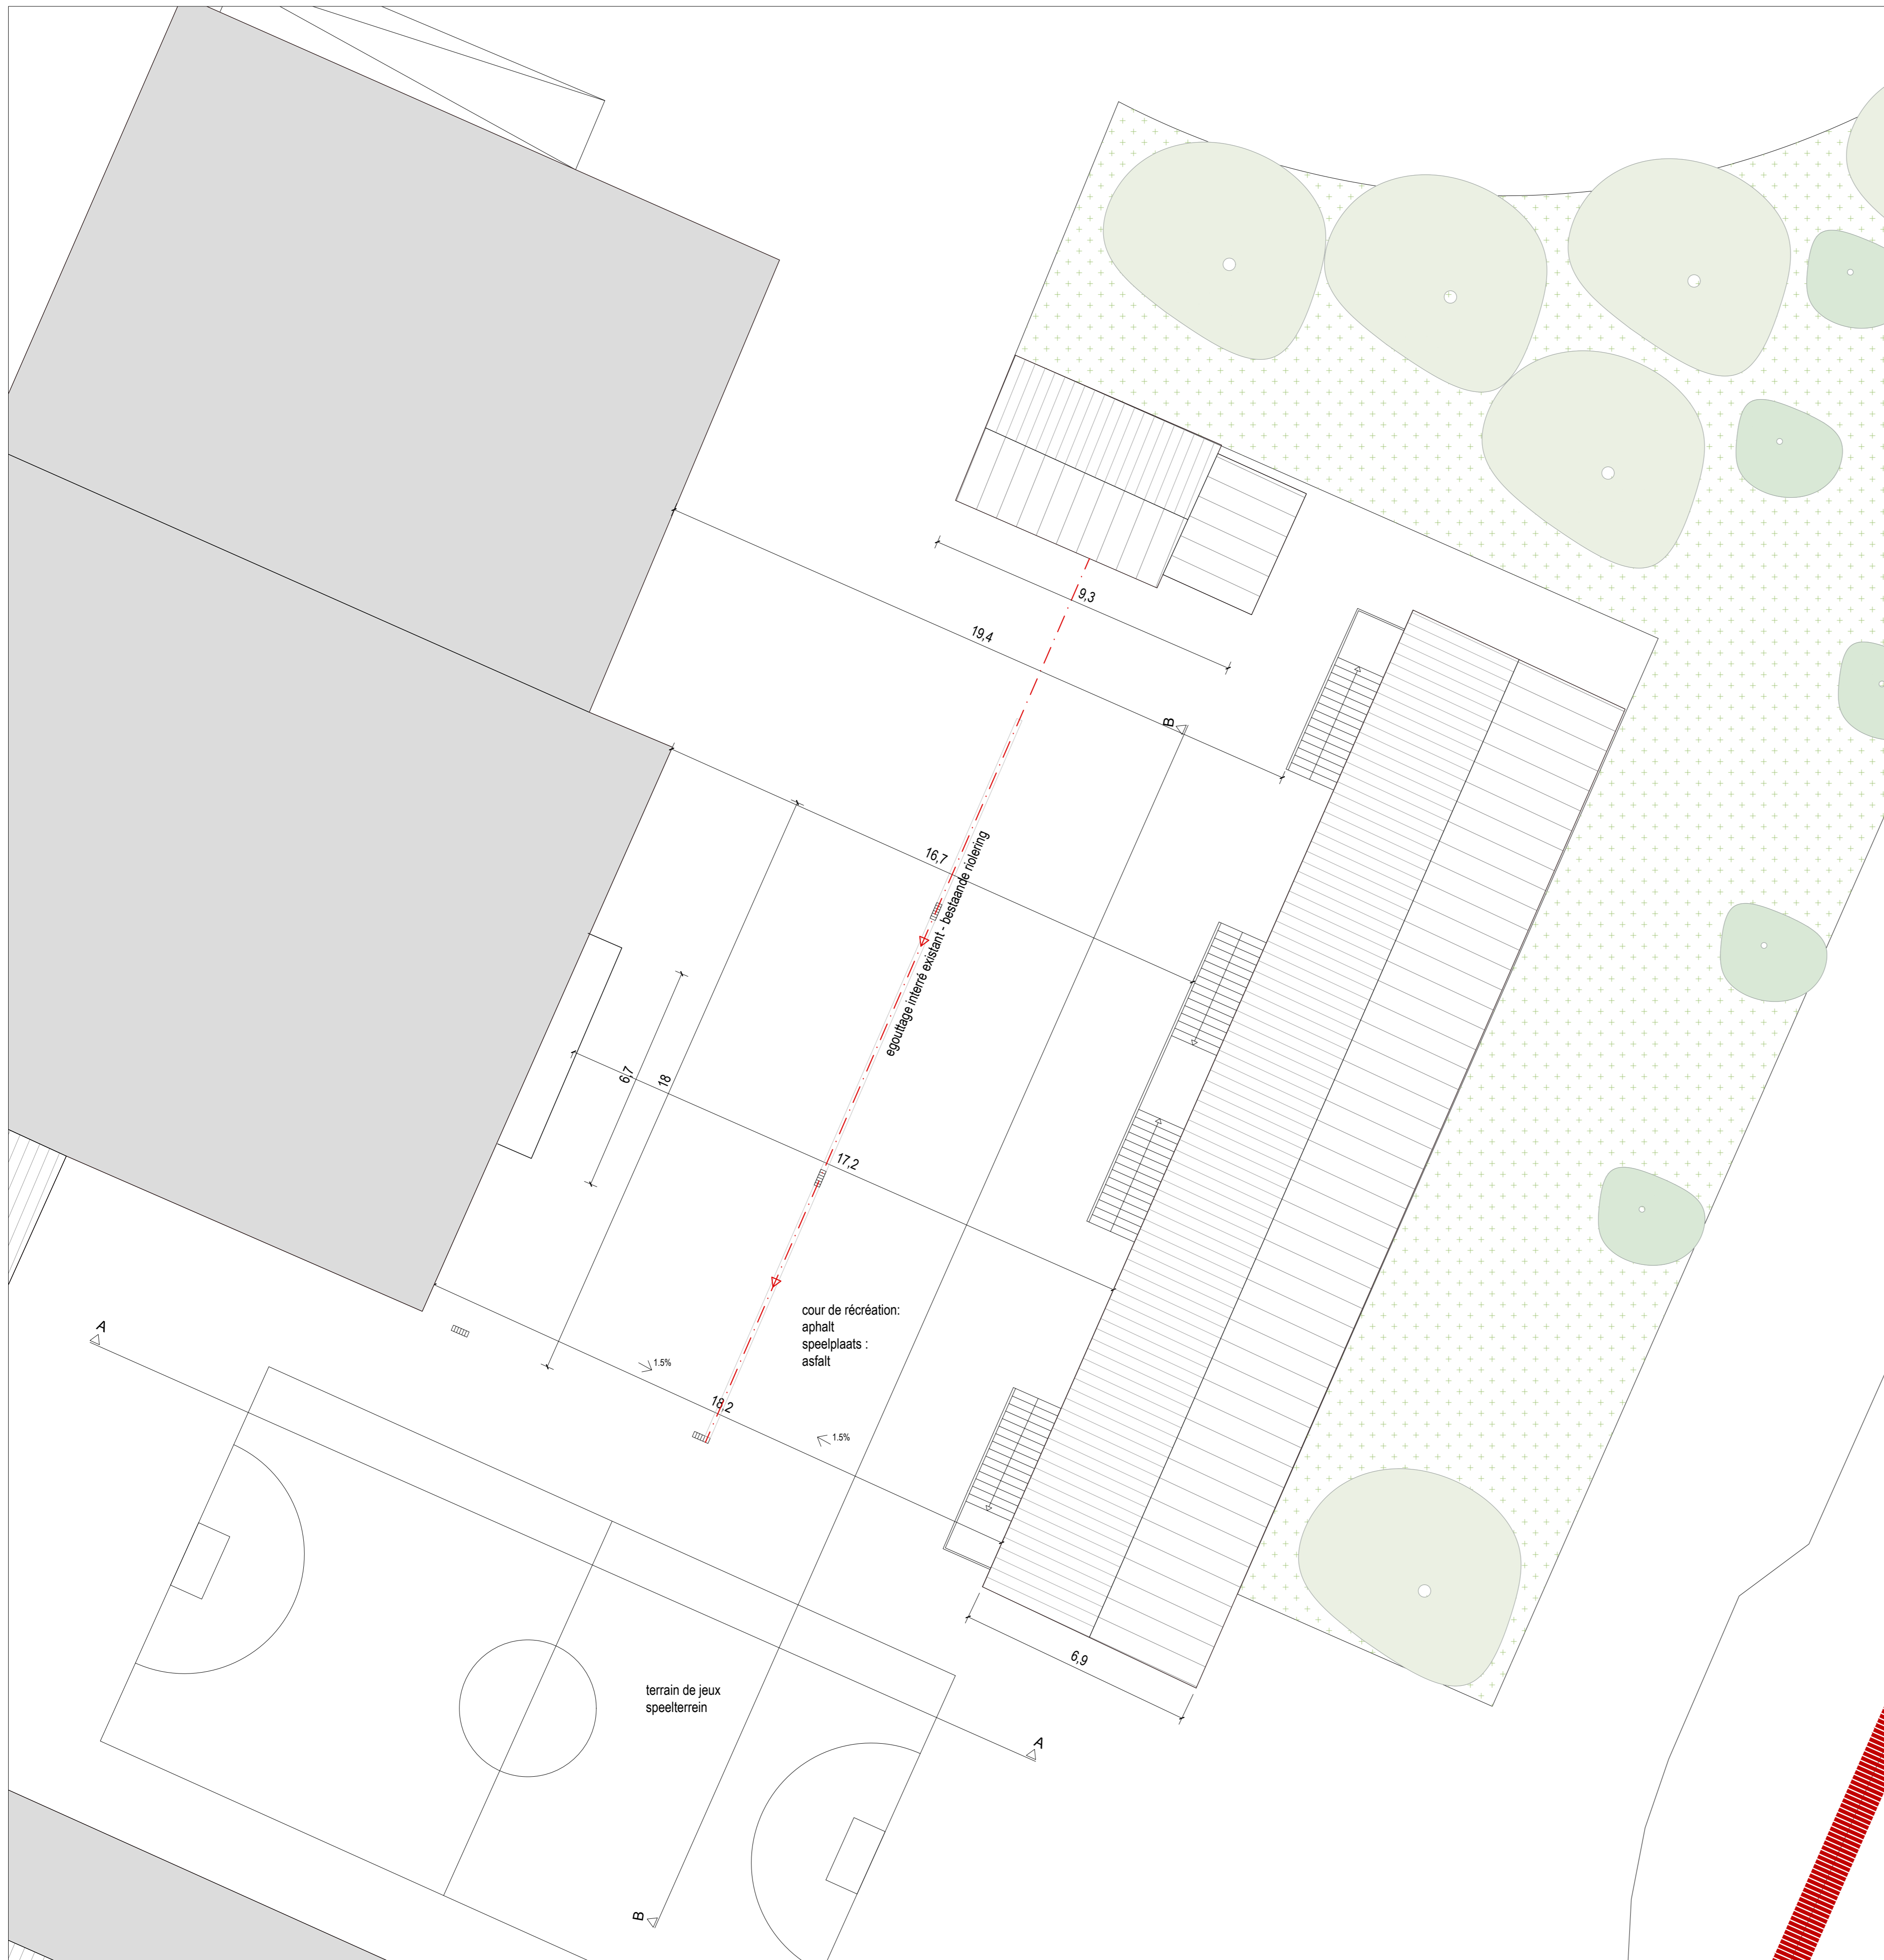 9,3
19,4
B
16,7
egouttage interré existant - bestaande riolering
6,7
18
17,2
cour de récréation:
aphalt
speelplaats :
asfalt
A
1.5%
18,2
1.5%
6,9
terrain de jeux
speelterrein
A
B